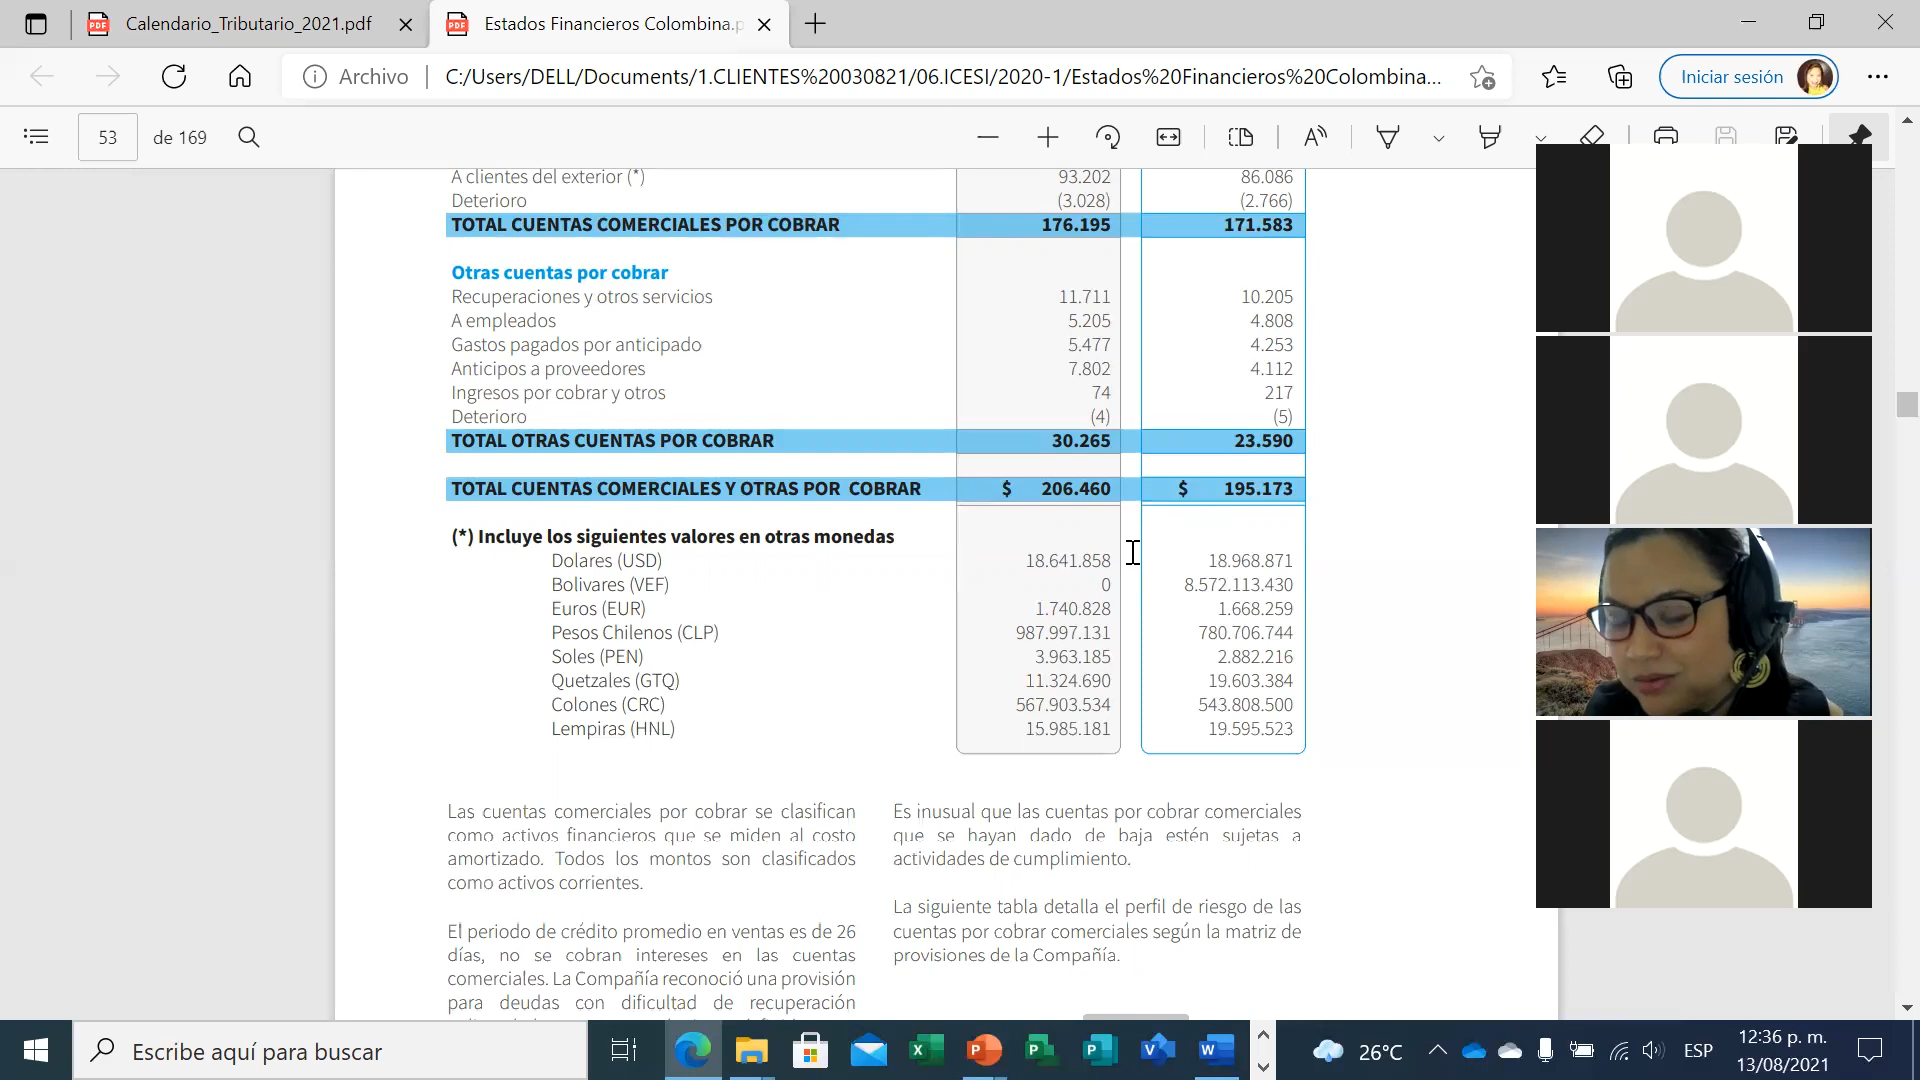 Calendario_Tributario_2021.pdf
Estados Financieros Colombina.p
Archivo
C:/Users/DELL/Documents/1.CLIENTES%20030821/06.ICESI/2020-1/Estados%20Financieros%20Colombina...
Iniciar sesión
53 de 169
A clientes del exterior (*) 93.202 86.086
Deterioro (3.028) (2.766)
TOTAL CUENTAS COMERCIALES POR COBRAR 176.195 171.583
Otras cuentas por cobrar
Recuperaciones y otros servicios 11.711 10.205
A empleados 5.205 4.808
Gastos pagados por anticipado 5.477 4.253
Anticipos a proveedores 7.802 4.112
Ingresos por cobrar y otros 74 217
Deterioro (4) (5)
TOTAL OTRAS CUENTAS POR COBRAR 30.265 23.590
TOTAL CUENTAS COMERCIALES Y OTRAS POR COBRAR $ 206.460 $ 195.173
(*) Incluye los siguientes valores en otras monedas
Dolares (USD) 18.641.858 18.968.871
Bolivares (VEF) 0 8.572.113.430
Euros (EUR) 1.740.828 1.668.259
Pesos Chilenos (CLP) 987.997.131 780.706.744
Soles (PEN) 3.963.185 2.882.216
Quetzales (GTQ) 11.324.690 19.603.384
Colones (CRC) 567.903.534 543.808.500
Lempiras (HNL) 15.985.181 19.595.523
Las cuentas comerciales por cobrar se clasifican
como activos financieros que se miden al costo
amortizado. Todos los montos son clasificados
como activos corrientes.
El periodo de crédito promedio en ventas es de 26
días, no se cobran intereses en las cuentas
comerciales. La Compañía reconoció una provisión
para deudas con dificultad de recuperación
Es inusual que las cuentas por cobrar comerciales
que se hayan dado de baja estén sujetas a
actividades de cumplimiento.
La siguiente tabla detalla el perfil de riesgo de las
cuentas por cobrar comerciales según la matriz de
provisiones de la Compañía.
Escribe aquí para buscar
26°C
ESP
12:36 p. m.
13/08/2021